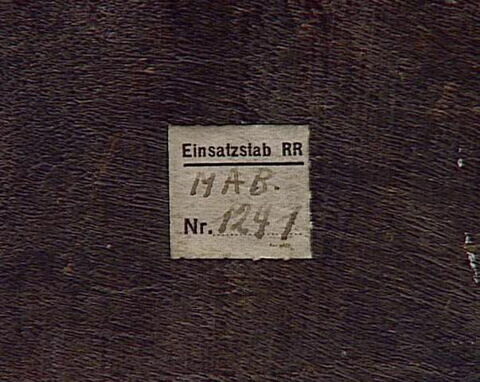 Einsatzstab RR
MAB.
Nr. 1241